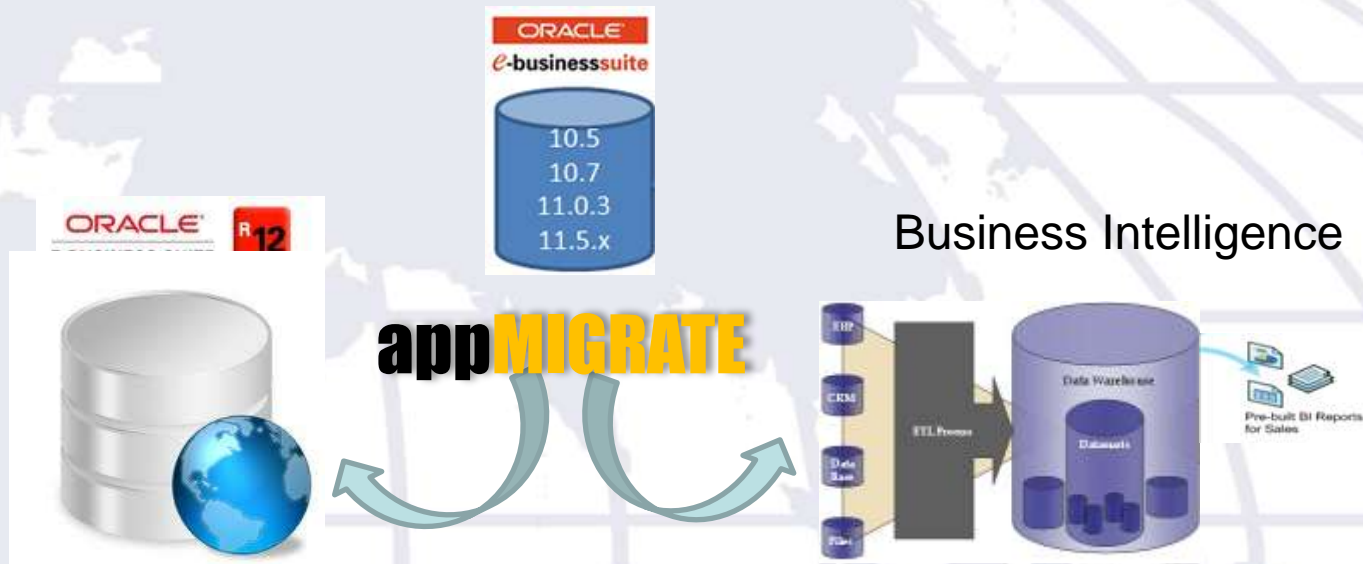 ORACLE
e-businesssuite
10.5
10.7
11.0.3
11.5.x
ORACLE
R12
Business Intelligence
appMIGRATE
ERP
CRM
Data
Base
Files
ETL Process
Data Warehouse
Datamarts
Pre-built BI Reports
for Sales